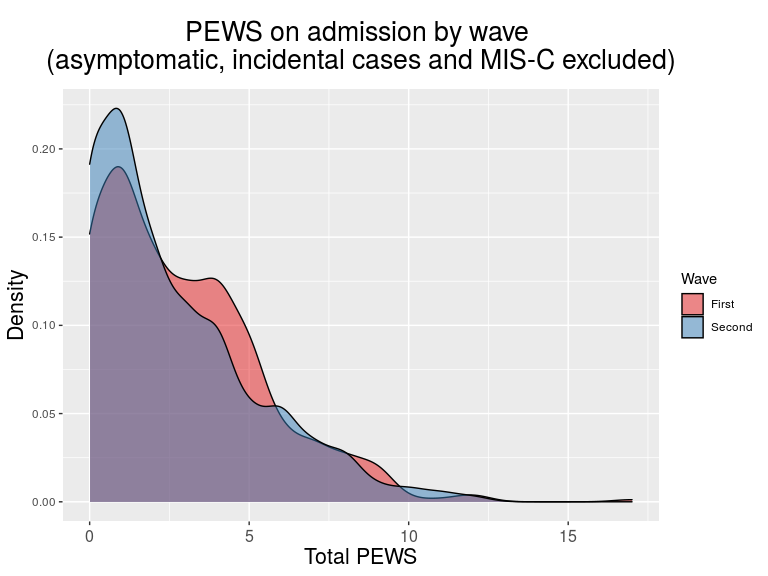 PEWS on admission by wave
(asymptomatic, incidental cases and MIS-C excluded)
Density
0.20
0.15
0.10
0.05
0.00
0 5 10 15
Total PEWS
Wave
First
Second